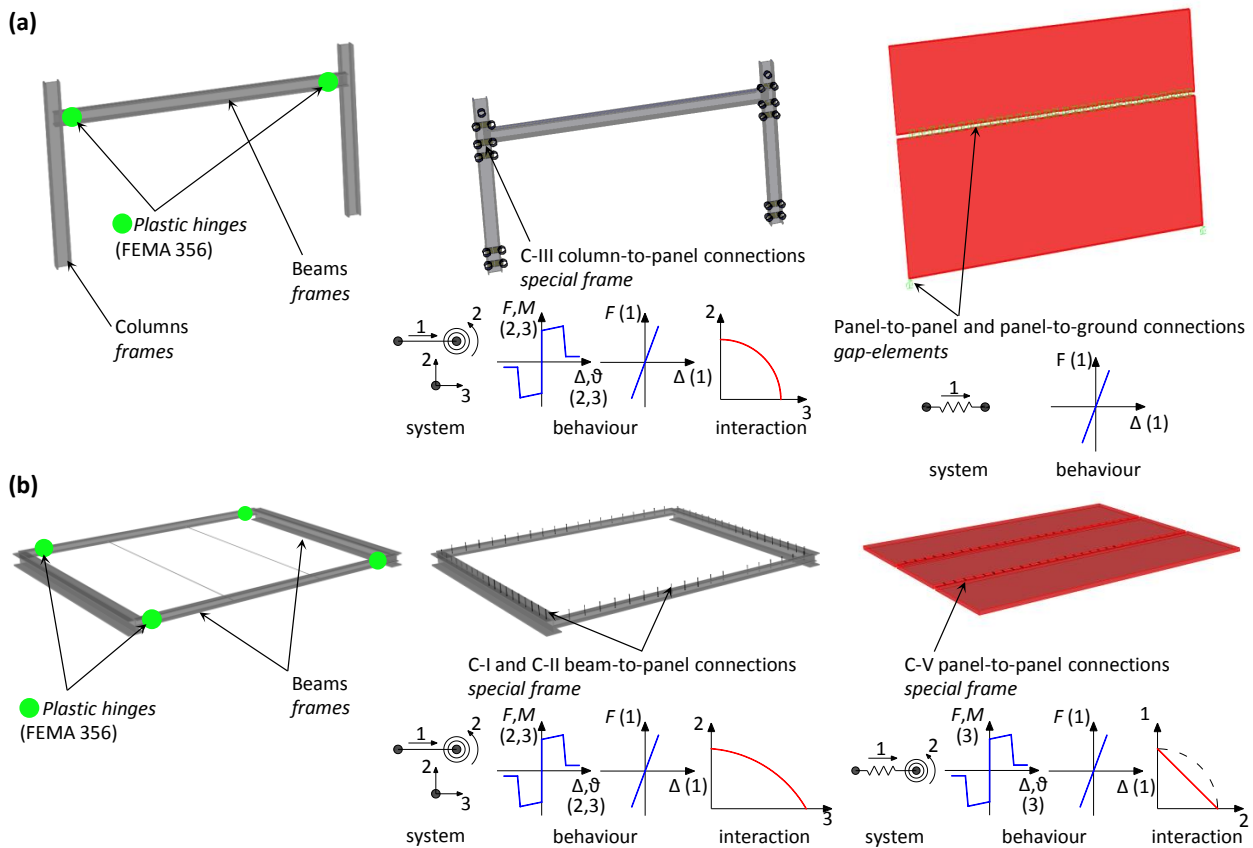 (a)
Plastic hinges
(FEMA 356)
Beams
frames
Columns
frames
C-III column-to-panel connections
special frame
1
2
2
3
F,M
(2,3)
Δ,ϑ
(2,3)
F (1)
Δ (1)
2
3
system
behaviour
interaction
Panel-to-panel and panel-to-ground connections
gap-elements
1
F (1)
Δ (1)
system
behaviour
(b)
Plastic hinges
(FEMA 356)
Beams
frames
C-I and C-II beam-to-panel connections
special frame
1
2
2
3
F,M
(2,3)
Δ,ϑ
(2,3)
F (1)
Δ (1)
2
3
system
behaviour
interaction
C-V panel-to-panel connections
special frame
1
2
F,M
(3)
Δ,ϑ
(3)
F (1)
Δ (1)
1
2
system
behaviour
interaction